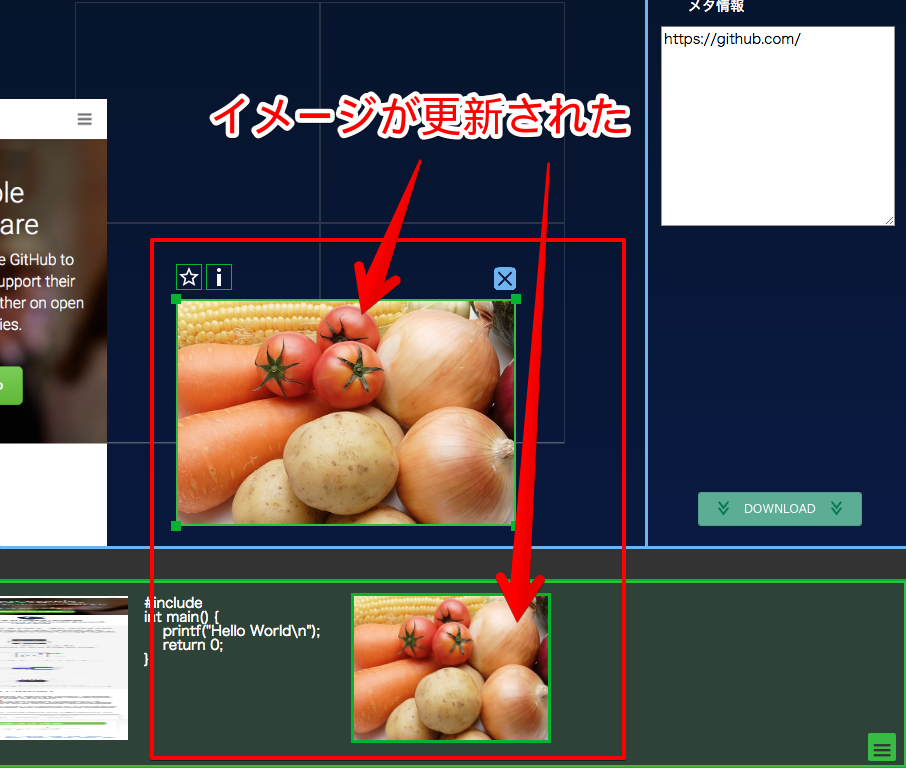 メタ情報
https://github.com/
イメージが更新された
ple
are
e GitHub to
upport their
ther on open
ies.
i
DOWNLOAD
#include
int main() {
printf("Hello World\n");
return 0;
}